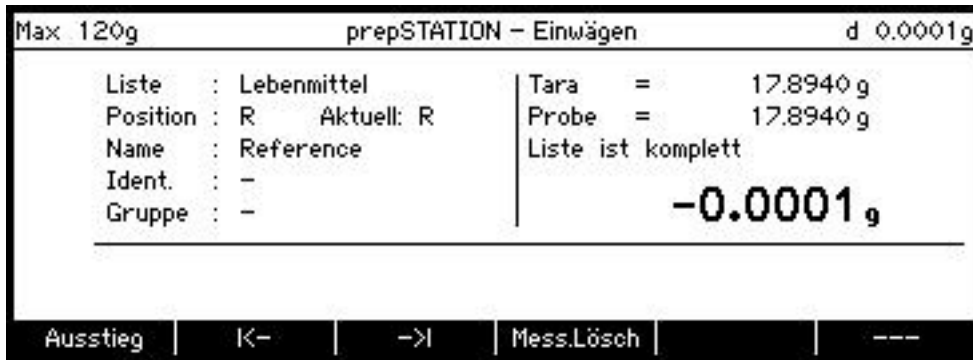 Max 120g prepSTATION – Einwägen d 0.0001g
Liste : Lebenmittel
Position : R Aktuell: R
Name : Reference
Ident. : –
Gruppe : –
Tara = 17.8940 g
Probe = 17.8940 g
Liste ist komplett
-0.0001 g
Ausstieg |<- ->| Mess.Lösch ---